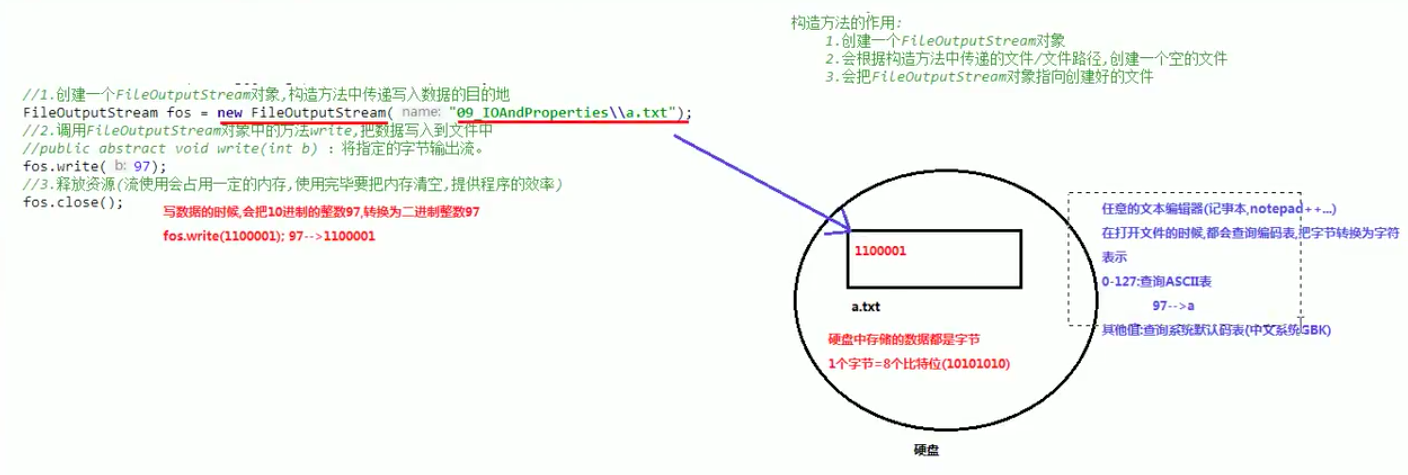 构造方法的作用:
1.创建一个FileOutputStream对象
2.会根据构造方法中传递的文件/文件路径,创建一个空的文件
3.会把FileOutputStream对象指向创建好的文件
//1.创建一个FileOutputStream对象,构造方法中传递写入数据的目的地
FileOutputStream fos = new FileOutputStream( name: "09_IOAndProperties\\a.txt");
//2.调用FileOutputStream对象中的方法write,把数据写入到文件中
//public abstract void write(int b) : 将指定的字节输出流。
fos.write( b: 97);
//3.释放资源(流使用会占用一定的内存,使用完毕要把内存清空,提供程序的效率)
fos.close();
写数据的时候,会把10进制的整数97,转换为二进制整数97
fos.write(1100001); 97-->1100001
1100001
a.txt
硬盘中存储的数据都是字节
1个字节=8个比特位(10101010)
硬盘
任意的文本编辑器(记事本,notepad++...)
在打开文件的时候,都会查询编码表,把字节转换为字符
表示
0-127:查询ASCII表
97-->a
其他值:查询系统默认码表(中文系统GBK)